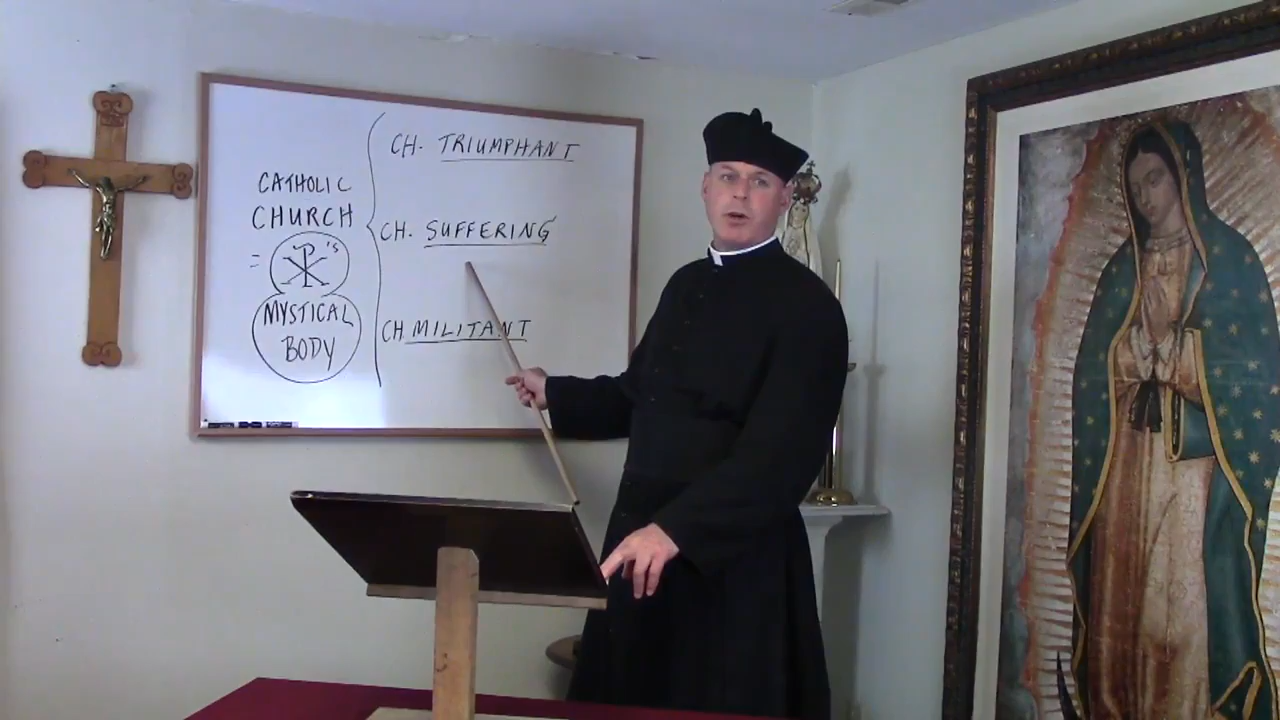 CATHOLIC
CHURCH
= ☧'s
MYSTICAL
BODY
CH. TRIUMPHANT
CH. SUFFERING
CH. MILITANT